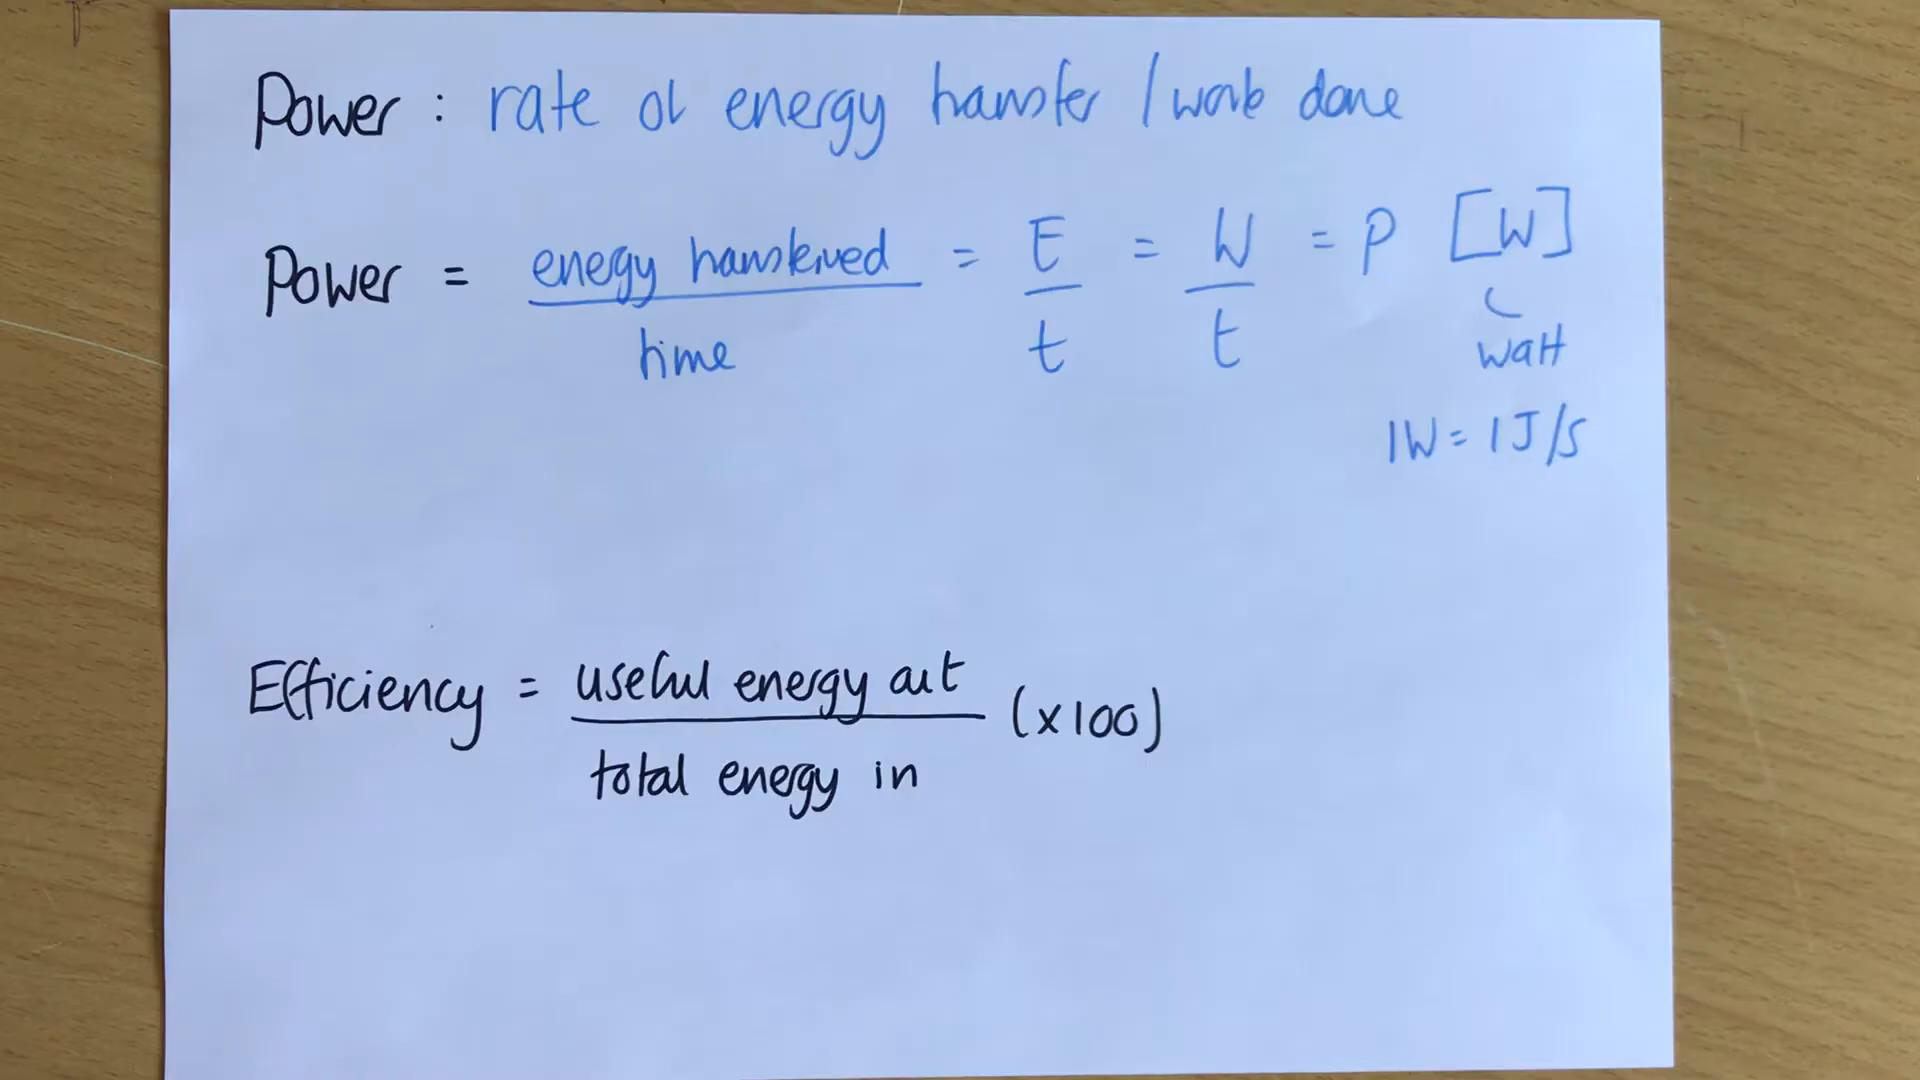 Power : rate of energy transfer / work done
Power = energy transferred / time = E / t = W / t = P [W]
watt
1W = 1J/s
Efficiency = useful energy out / total energy in (x100)